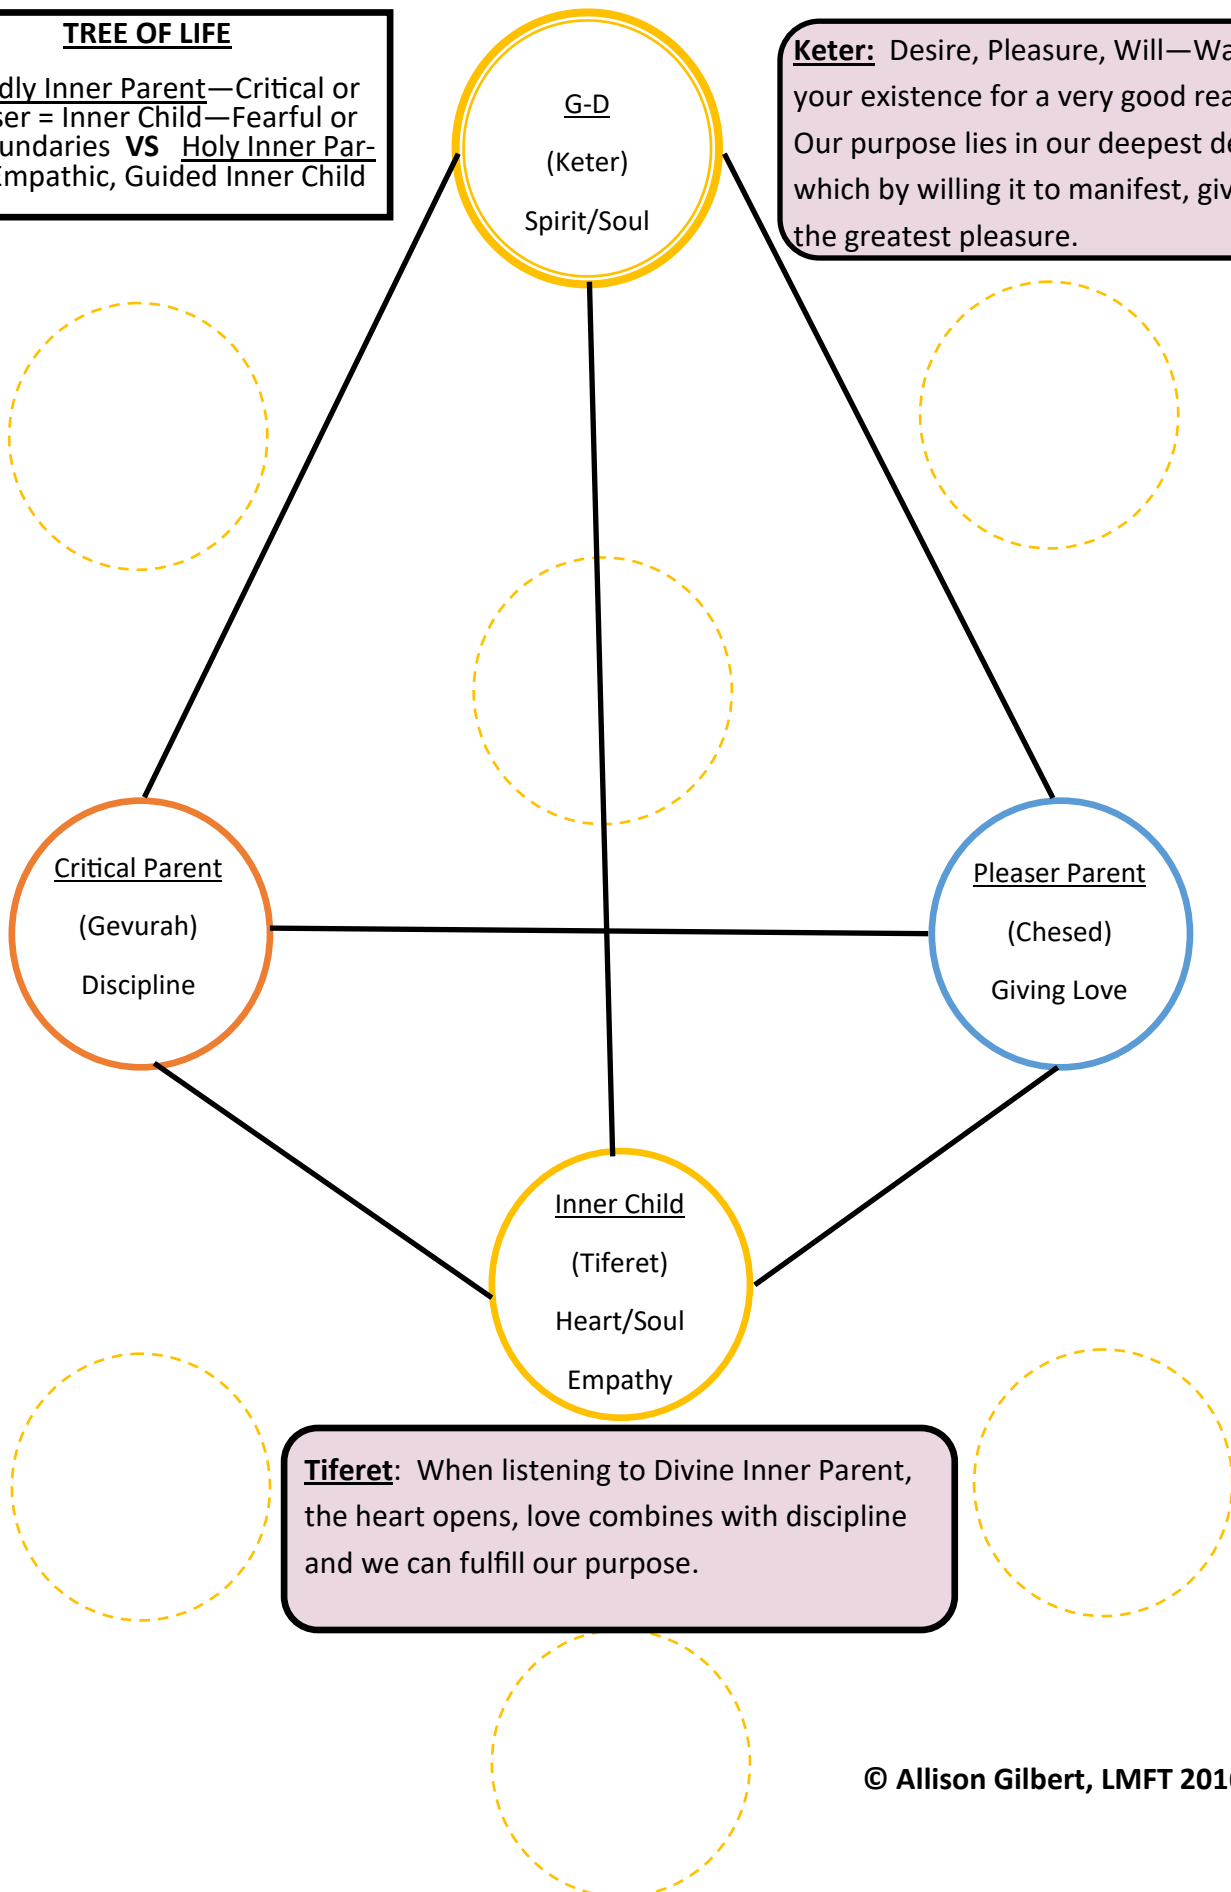 TREE OF LIFE
dly Inner Parent—Critical or
ser = Inner Child—Fearful or
undaries VS Holy Inner Par-
Empathic, Guided Inner Child
G-D
(Keter)
Spirit/Soul
Keter: Desire, Pleasure, Will—Wa
your existence for a very good rea
Our purpose lies in our deepest de
which by willing it to manifest, giv
the greatest pleasure.
Critical Parent
(Gevurah)
Discipline
Pleaser Parent
(Chesed)
Giving Love
Inner Child
(Tiferet)
Heart/Soul
Empathy
Tiferet: When listening to Divine Inner Parent,
the heart opens, love combines with discipline
and we can fulfill our purpose.
© Allison Gilbert, LMFT 201